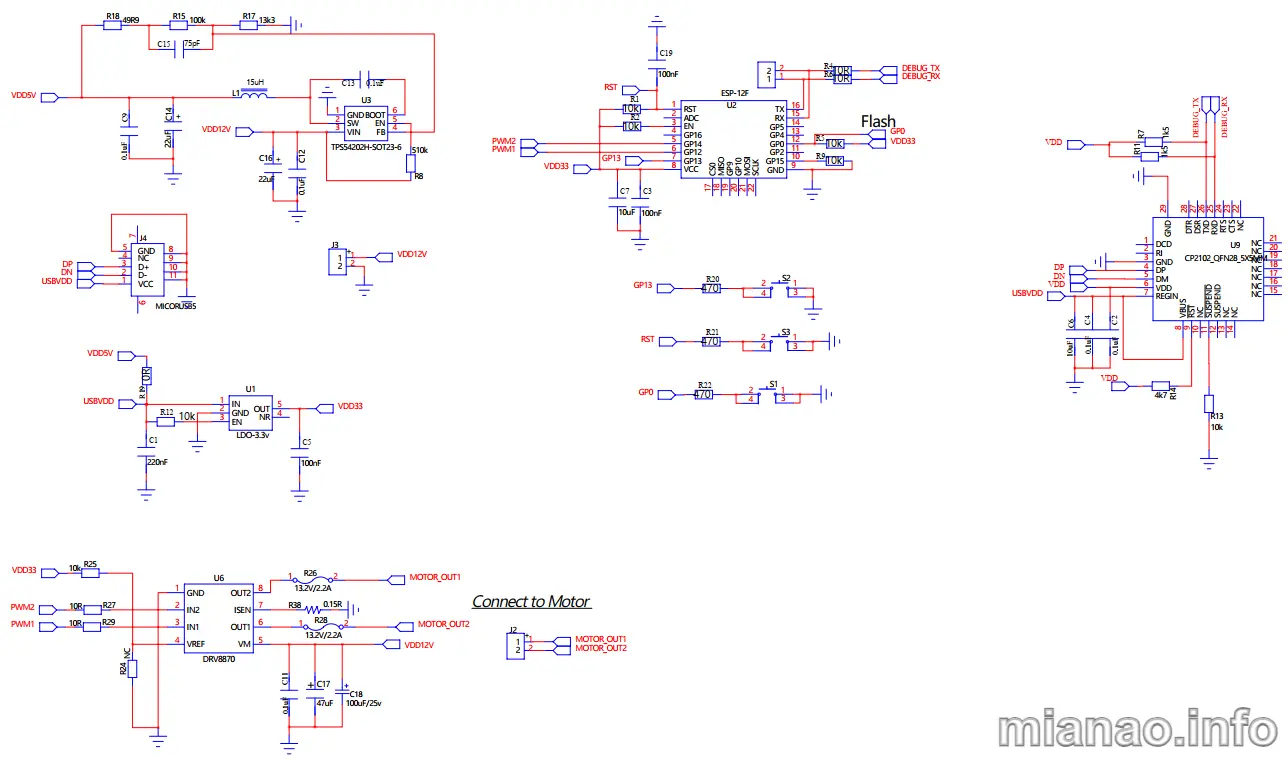 R18 49R9
R15 100k
R17 13k3
C15 75pF
VDD5V
L1 15uH
C13 0.1uF
C9 0.1uF
C14 + 22uF
U3
1 GND BOOT 6
2 SW EN 5
3 VIN FB 4
TPS54202H-SOT23-6
VDD12V
C16 + 22uF
C12 0.1uF
510k
R8
C19
100nF
RST
R1 10k
10k
ESP-12F
U2
1 RST TX 16
2 ADC RX 15
3 EN GP5 14
4 GP16 GP4 13
5 GP14 GP0 12
6 GP12 GP2 11
7 GP13 GP15 10
8 VCC GND 9
CS0 MISO GP9 GP10 MOSI SCLK
17 18 19 20 21 22
PWM2
PWM1
GP13
VDD33
C7 10uF
C3 100nF
2
1
2
1
R4 10R DEBUG_TX
R6 10R DEBUG_RX
Flash
GP0
10k VDD33
R9 10k
DEBUG_TX
DEBUG_RX
VDD
R7 1k5
R11 1k5
29 28 27 26 25 24 23 22
GND DTR DSR TXD RXD RTS CTS NC
U9
CP2102_QFN28_5X5MM
1 DCD
2 RI
3 GND
4 DP
5 DM
6 VDD
7 REGIN
NC 21
NC 20
NC 19
NC 18
NC 17
NC 16
NC 15
VBUS RST NC SUSPEND SUSPEND NC NC
8 9 10 11 12 13 14
DP
DN
VDD
USBVDD
C6 10uF
C4 0.1uF
C2 0.1uF
VDD
4k7 R14
R13
10k
J4
7
5 GND 8
4 NC 9
3 D+ 10
2 D- 11
1 VCC
6
MICORUSB5
DP
DN
USBVDD
J3
+
1 1
2 2
VDD12V
GP13
R20
470
S2
2 1
4 3
RST
R21
470
S3
2 1
4 3
GP0
R22
470
S1
2 1
4 3
VDD5V
R19 0R
USBVDD
R12 10k
C1
220nF
U1
1 IN OUT 5
2 GND NR 4
3 EN
LDO-3.3v
VDD33
C5
100nF
VDD33 10k R25
PWM2 10R R27
PWM1 10R R29
R24 NC
U6
1 GND OUT2 8
2 IN2 ISEN 7
3 IN1 OUT1 6
4 VREF VM 5
DRV8870
1 R26 2 MOTOR_OUT1
13.2V/2.2A
R38 0.15R
1 R28 2 MOTOR_OUT2
13.2V/2.2A
VDD12V
C11 0.1uF
+ C17
47uF
+ C18
100uF/25v
Connect to Motor
J2
+
1 1 MOTOR_OUT1
2 2 MOTOR_OUT2
mianao.info